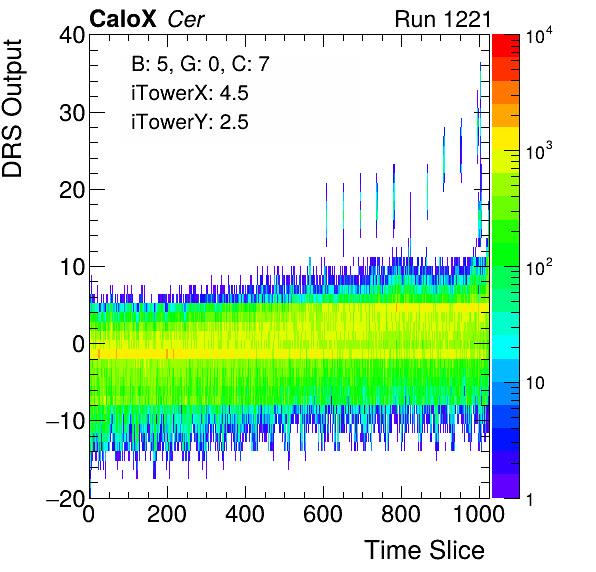 CaloX Cer Run 1221
B: 5, G: 0, C: 7
iTowerX: 4.5
iTowerY: 2.5
DRS Output
40
30
20
10
0
−10
−20
0 200 400 600 800 1000
Time Slice
10^4
10^3
10^2
10
1